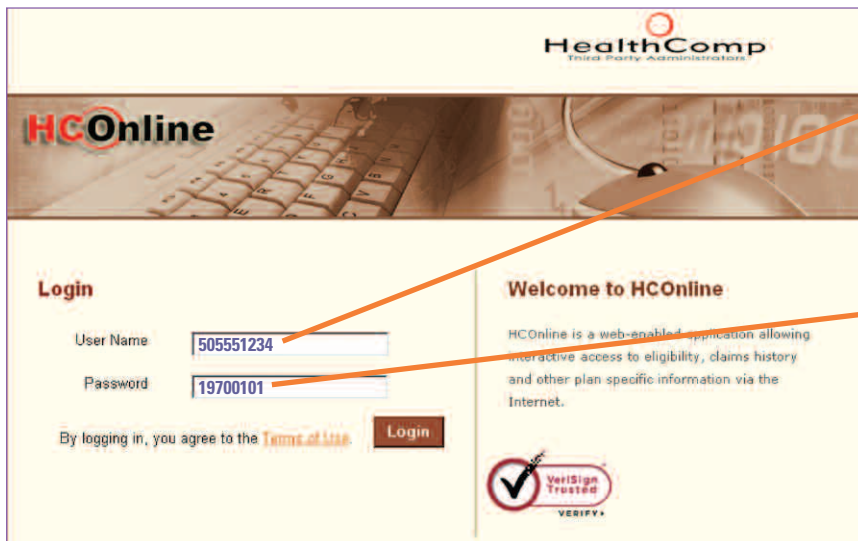 HealthComp
Third Party Administrators
HCOnline
Login
User Name
505551234
Password
19700101
By logging in, you agree to the Terms of Use.
Login
Welcome to HCOnline
HCOnline is a web-enabled application allowing
interactive access to eligibility, claims history
and other plan specific information via the
Internet.
VeriSign
Trusted
VERIFY